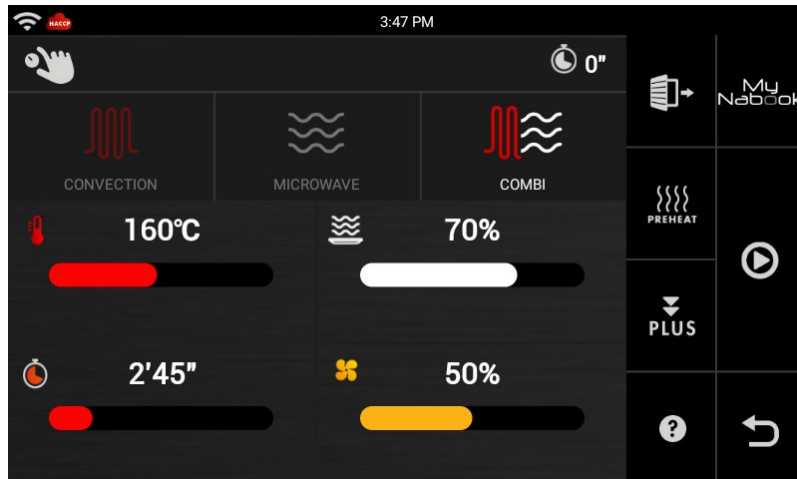 HACCP
3:47 PM
0"
My
Nabook
CONVECTION
MICROWAVE
COMBI
PREHEAT
160°C
70%
PLUS
2'45"
50%
?